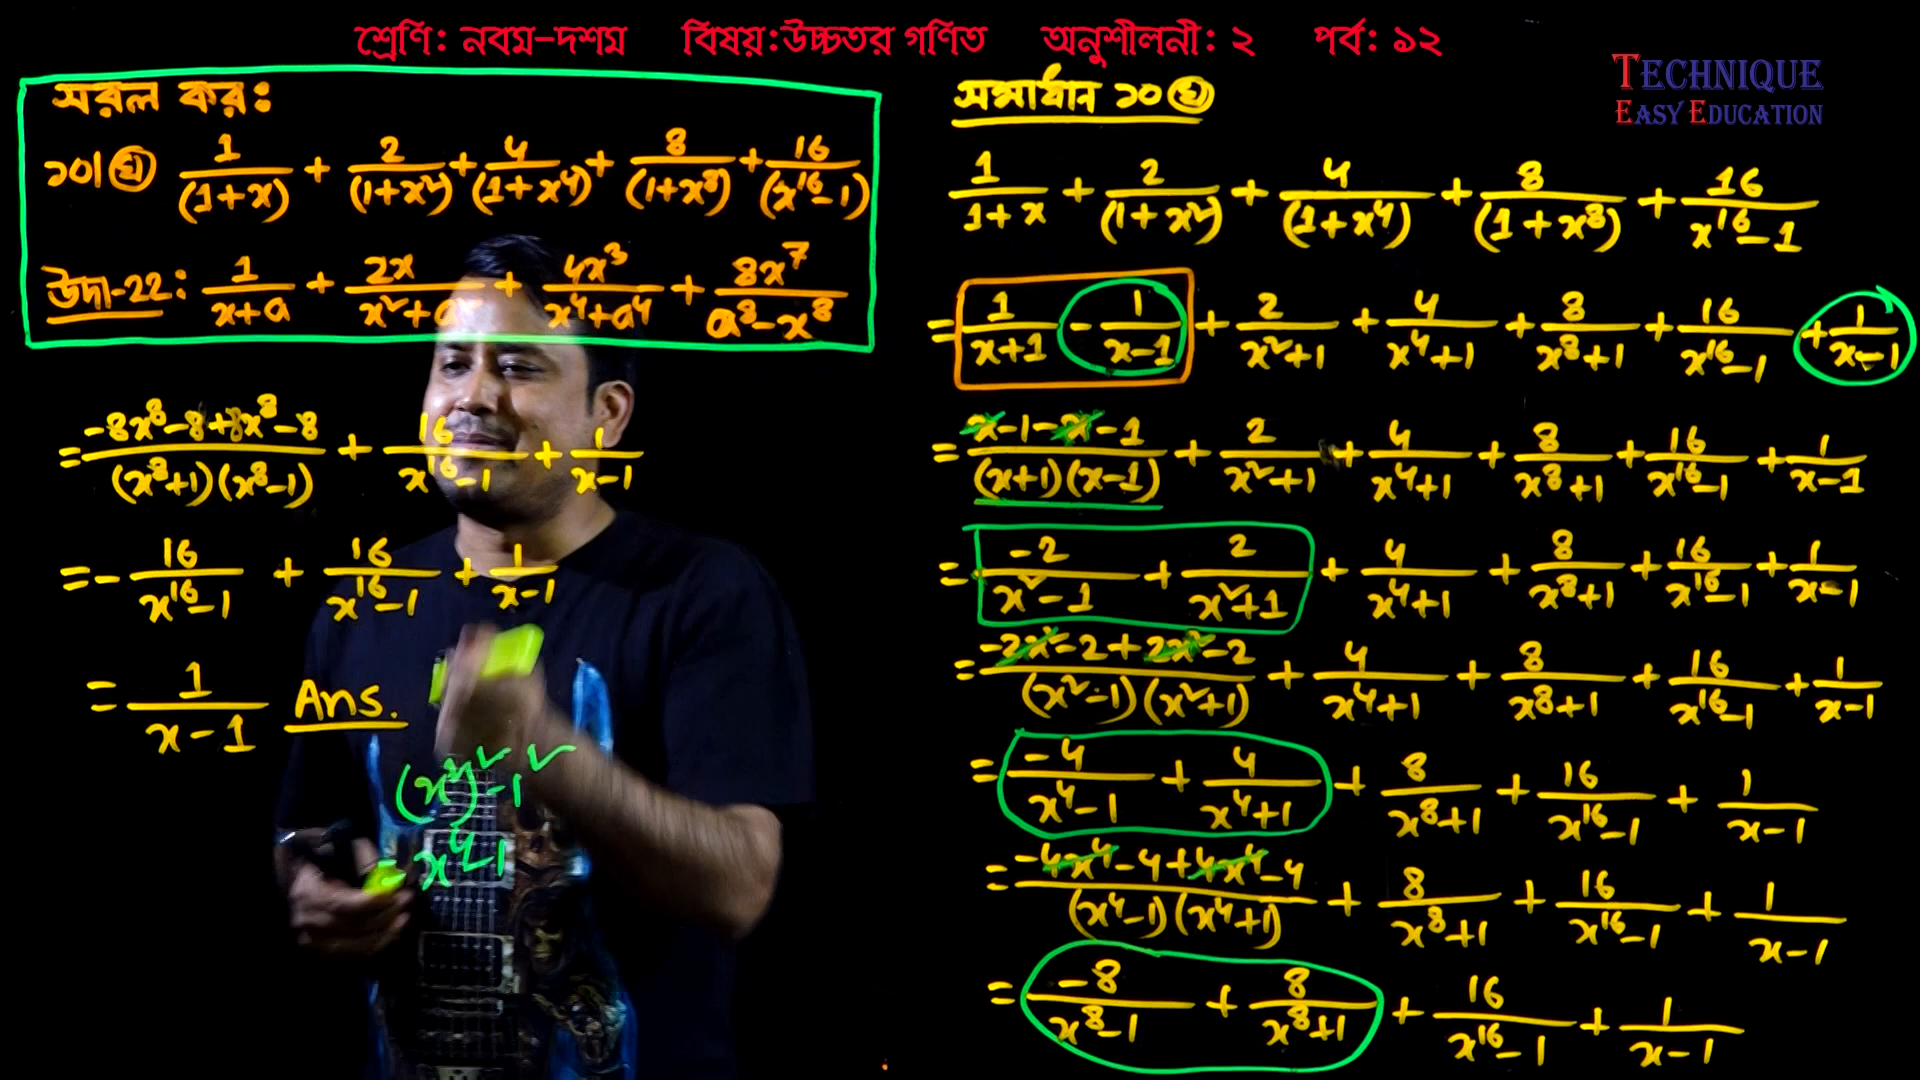 শ্রেণি: নবম-দশম বিষয়:উচ্চতর গণিত অনুশীলনী: ২ পর্ব: ১২
TECHNIQUE
EASY EDUCATION
সরল কর:
১০। (ঘ) 1/(1+x) + 2/(1+x²) + 4/(1+x⁴) + 8/(1+x⁸) + 16/(x¹⁶-1)
উদা-22: 1/(x+a) + 2x/(x²+a²) + 4x³/(x⁴+a⁴) + 8x⁷/(a⁸-x⁸)
= (-8x⁸-8+8x⁸-8)/((x⁸+1)(x⁸-1)) + 16/(x¹⁶-1) + 1/(x-1)
= - 16/(x¹⁶-1) + 16/(x¹⁶-1) + 1/(x-1)
= 1/(x-1) Ans.
(x²)²-1²
= x⁴-1
সমাধান ১০ (ঘ)
1/(1+x) + 2/(1+x²) + 4/(1+x⁴) + 8/(1+x⁸) + 16/(x¹⁶-1)
= 1/(x+1) - 1/(x-1) + 2/(x²+1) + 4/(x⁴+1) + 8/(x⁸+1) + 16/(x¹⁶-1) + 1/(x-1)
= (x-1-x-1)/((x+1)(x-1)) + 2/(x²+1) + 4/(x⁴+1) + 8/(x⁸+1) + 16/(x¹⁶-1) + 1/(x-1)
= -2/(x²-1) + 2/(x²+1) + 4/(x⁴+1) + 8/(x⁸+1) + 16/(x¹⁶-1) + 1/(x-1)
= (-2x²-2+2x²-2)/((x²-1)(x²+1)) + 4/(x⁴+1) + 8/(x⁸+1) + 16/(x¹⁶-1) + 1/(x-1)
= -4/(x⁴-1) + 4/(x⁴+1) + 8/(x⁸+1) + 16/(x¹⁶-1) + 1/(x-1)
= (-4x⁴-4+4x⁴-4)/((x⁴-1)(x⁴+1)) + 8/(x⁸+1) + 16/(x¹⁶-1) + 1/(x-1)
= -8/(x⁸-1) + 8/(x⁸+1) + 16/(x¹⁶-1) + 1/(x-1)